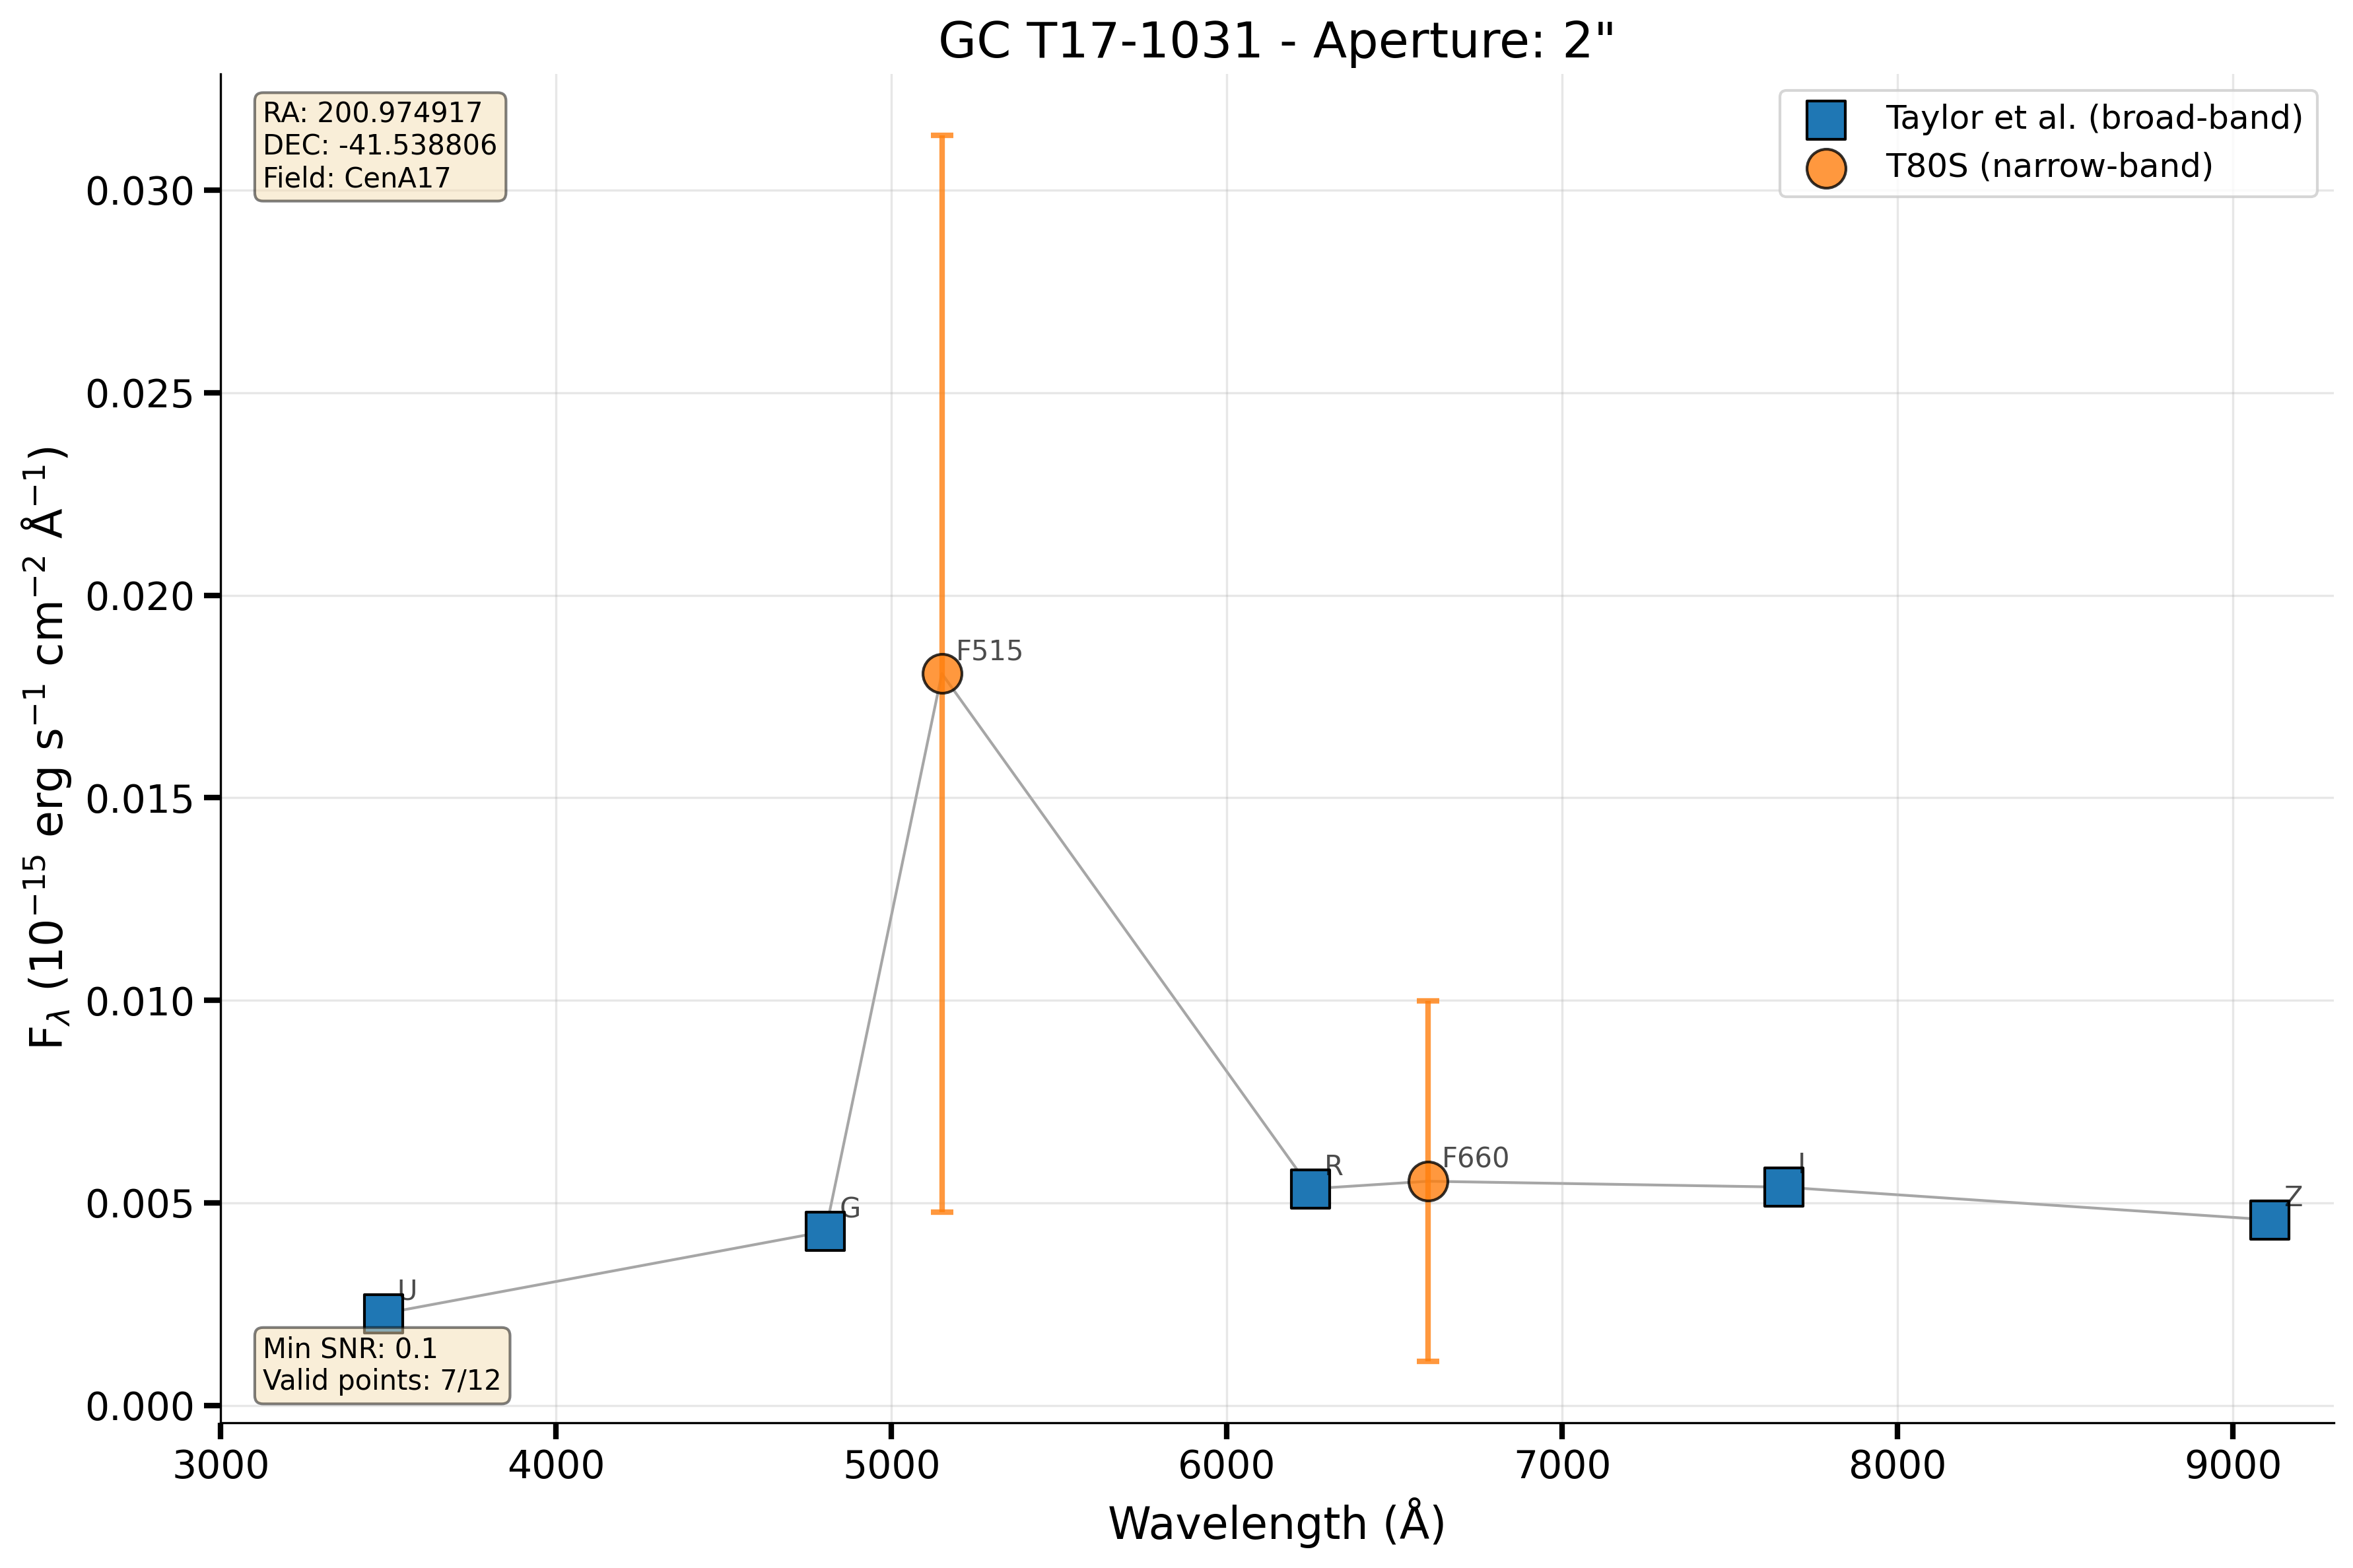 GC T17-1031 - Aperture: 2"
RA: 200.974917
DEC: -41.538806
Field: CenA17
Taylor et al. (broad-band)
T80S (narrow-band)
0.030
0.025
0.020
0.015
0.010
0.005
0.000
F515
F660
U
G
R
I
Z
Min SNR: 0.1
Valid points: 7/12
3000 4000 5000 6000 7000 8000 9000
Wavelength (Å)
Fλ (10⁻¹⁵ erg s⁻¹ cm⁻² Å⁻¹)